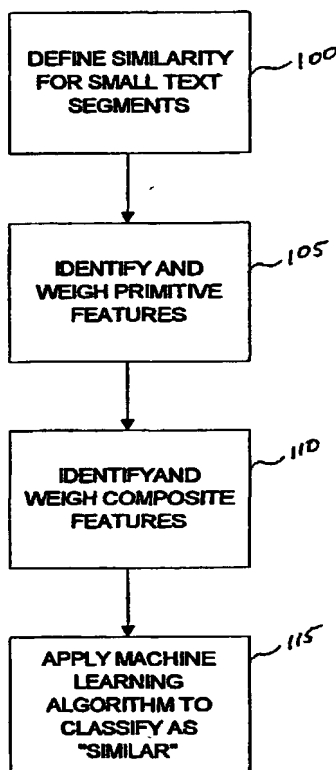 DEFINE SIMILARITY
FOR SMALL TEXT
SEGMENTS
100
IDENTIFY AND
WEIGH PRIMITIVE
FEATURES
105
IDENTIFYAND
WEIGH COMPOSITE
FEATURES
110
APPLY MACHINE
LEARNING
ALGORITHM TO
CLASSIFY AS
"SIMILAR"
115